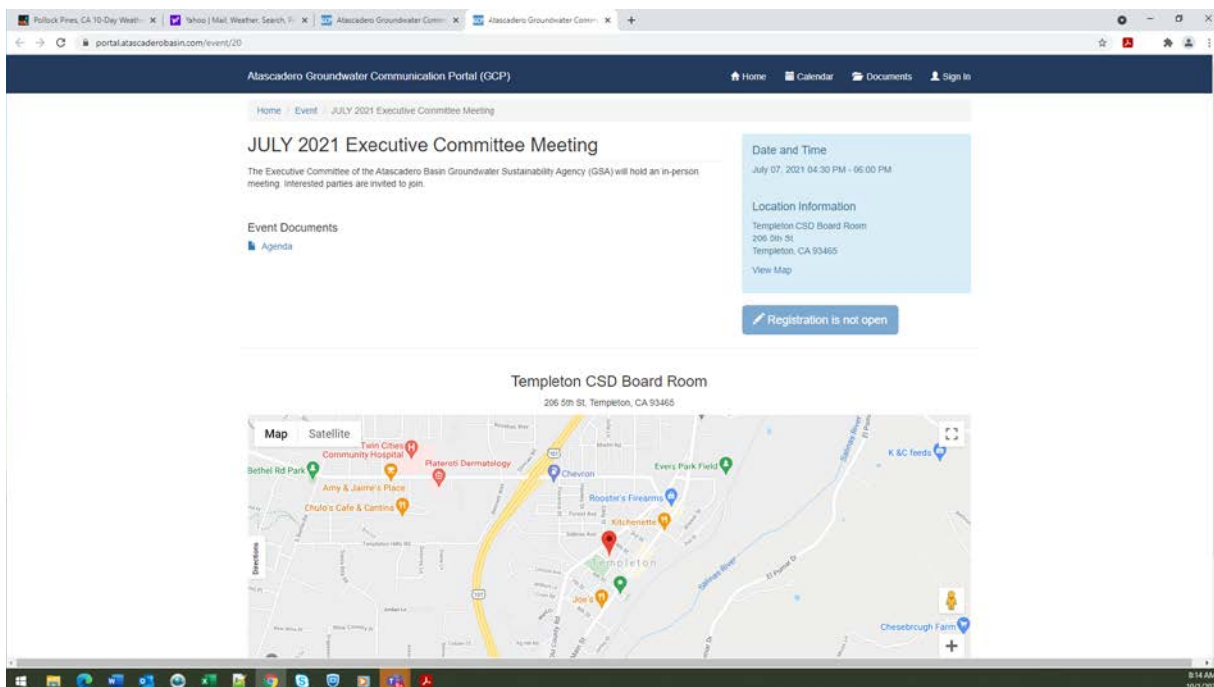 Pollock Pines, CA 10-Day Weath
Yahoo | Mail, Weather, Search, P
Atascadero Groundwater Comm
Atascadero Groundwater Comm
portal.atascaderobasin.com/event/20
Atascadero Groundwater Communication Portal (GCP)
Home
Calendar
Documents
Sign In
Home / Event / JULY 2021 Executive Committee Meeting
JULY 2021 Executive Committee Meeting
The Executive Committee of the Atascadero Basin Groundwater Sustainability Agency (GSA) will hold an in-person
meeting. Interested parties are invited to join.
Event Documents
Agenda
Date and Time
July 07, 2021 04:30 PM - 06:00 PM
Location Information
Templeton CSD Board Room
206 5th St
Templeton, CA 93465
View Map
Registration is not open
Templeton CSD Board Room
206 5th St, Templeton, CA 93465
Map
Satellite
Twin Cities
Community Hospital
Bethel Rd Park
Plateroti Dermatology
Amy & Jaime's Place
Chulo's Cafe & Cantina
Chevron
Evers Park Field
K &C feeds
Rooster's Firearms
Kitchenette
Templeton
Joe's
Salinas River
Salinas River
El Pomar Dr
Directions
101
101
Old County Rd
Main St
Chesebrough Farm
8:14 AM